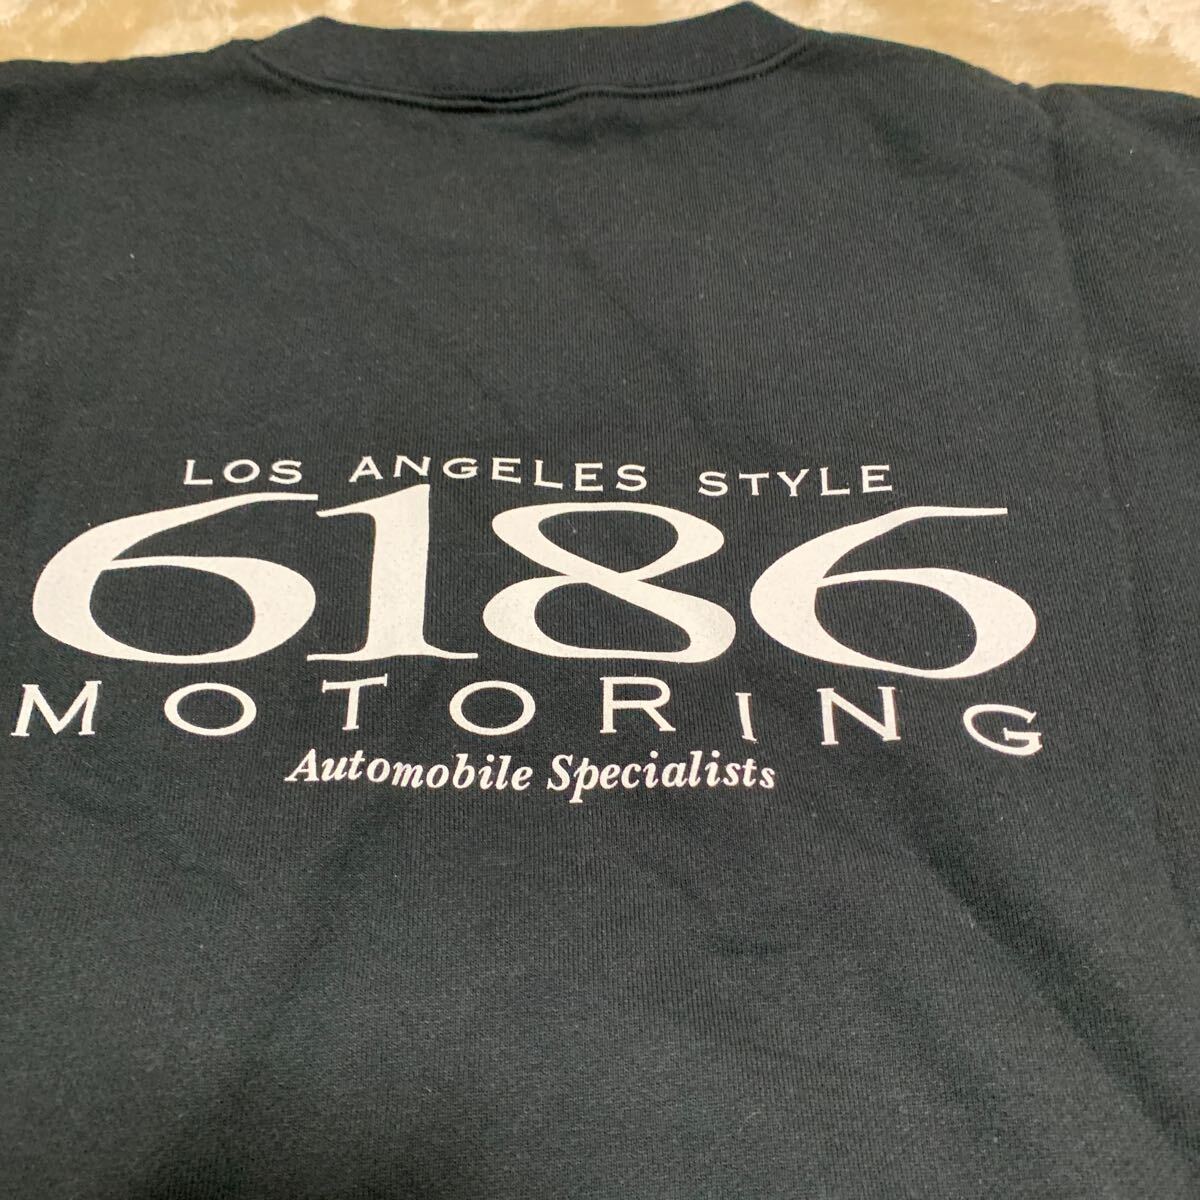 LOS ANGELES STYLE
6186
MOTORING
Automobile Specialists